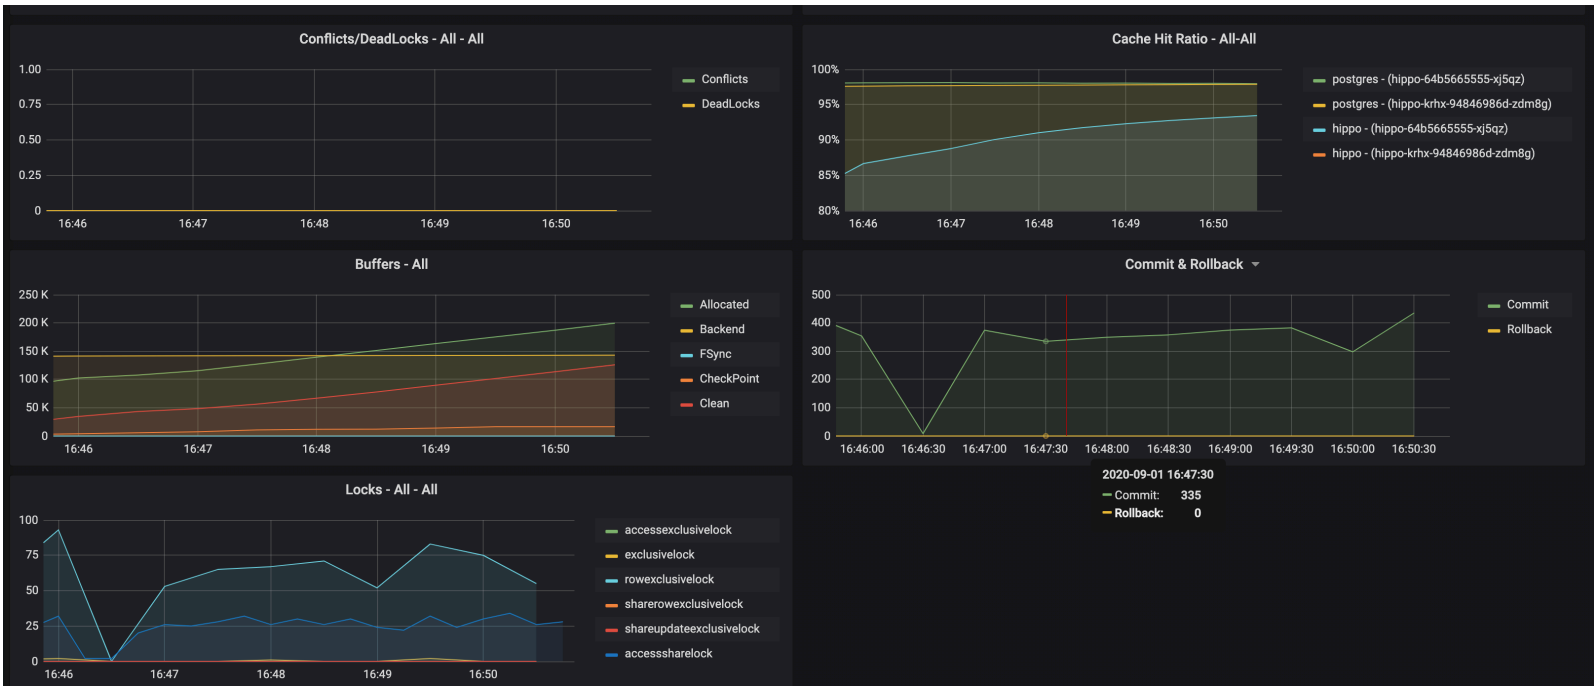 Conflicts/DeadLocks - All - All
1.00
0.75
0.50
0.25
0
16:46 16:47 16:48 16:49 16:50
Conflicts
DeadLocks
Cache Hit Ratio - All-All
100%
95%
90%
85%
80%
16:46 16:47 16:48 16:49 16:50
postgres - (hippo-64b5665555-xj5qz)
postgres - (hippo-krhx-94846986d-zdm8g)
hippo - (hippo-64b5665555-xj5qz)
hippo - (hippo-krhx-94846986d-zdm8g)
Buffers - All
250 K
200 K
150 K
100 K
50 K
0
16:46 16:47 16:48 16:49 16:50
Allocated
Backend
FSync
CheckPoint
Clean
Commit & Rollback
500
400
300
200
100
0
16:46:00 16:46:30 16:47:00 16:47:30 16:48:00 16:48:30 16:49:00 16:49:30 16:50:00 16:50:30
Commit
Rollback
2020-09-01 16:47:30
Commit: 335
Rollback: 0
Locks - All - All
100
75
50
25
0
16:46 16:47 16:48 16:49 16:50
accessexclusivelock
exclusivelock
rowexclusivelock
sharerowexclusivelock
shareupdateexclusivelock
accesssharelock